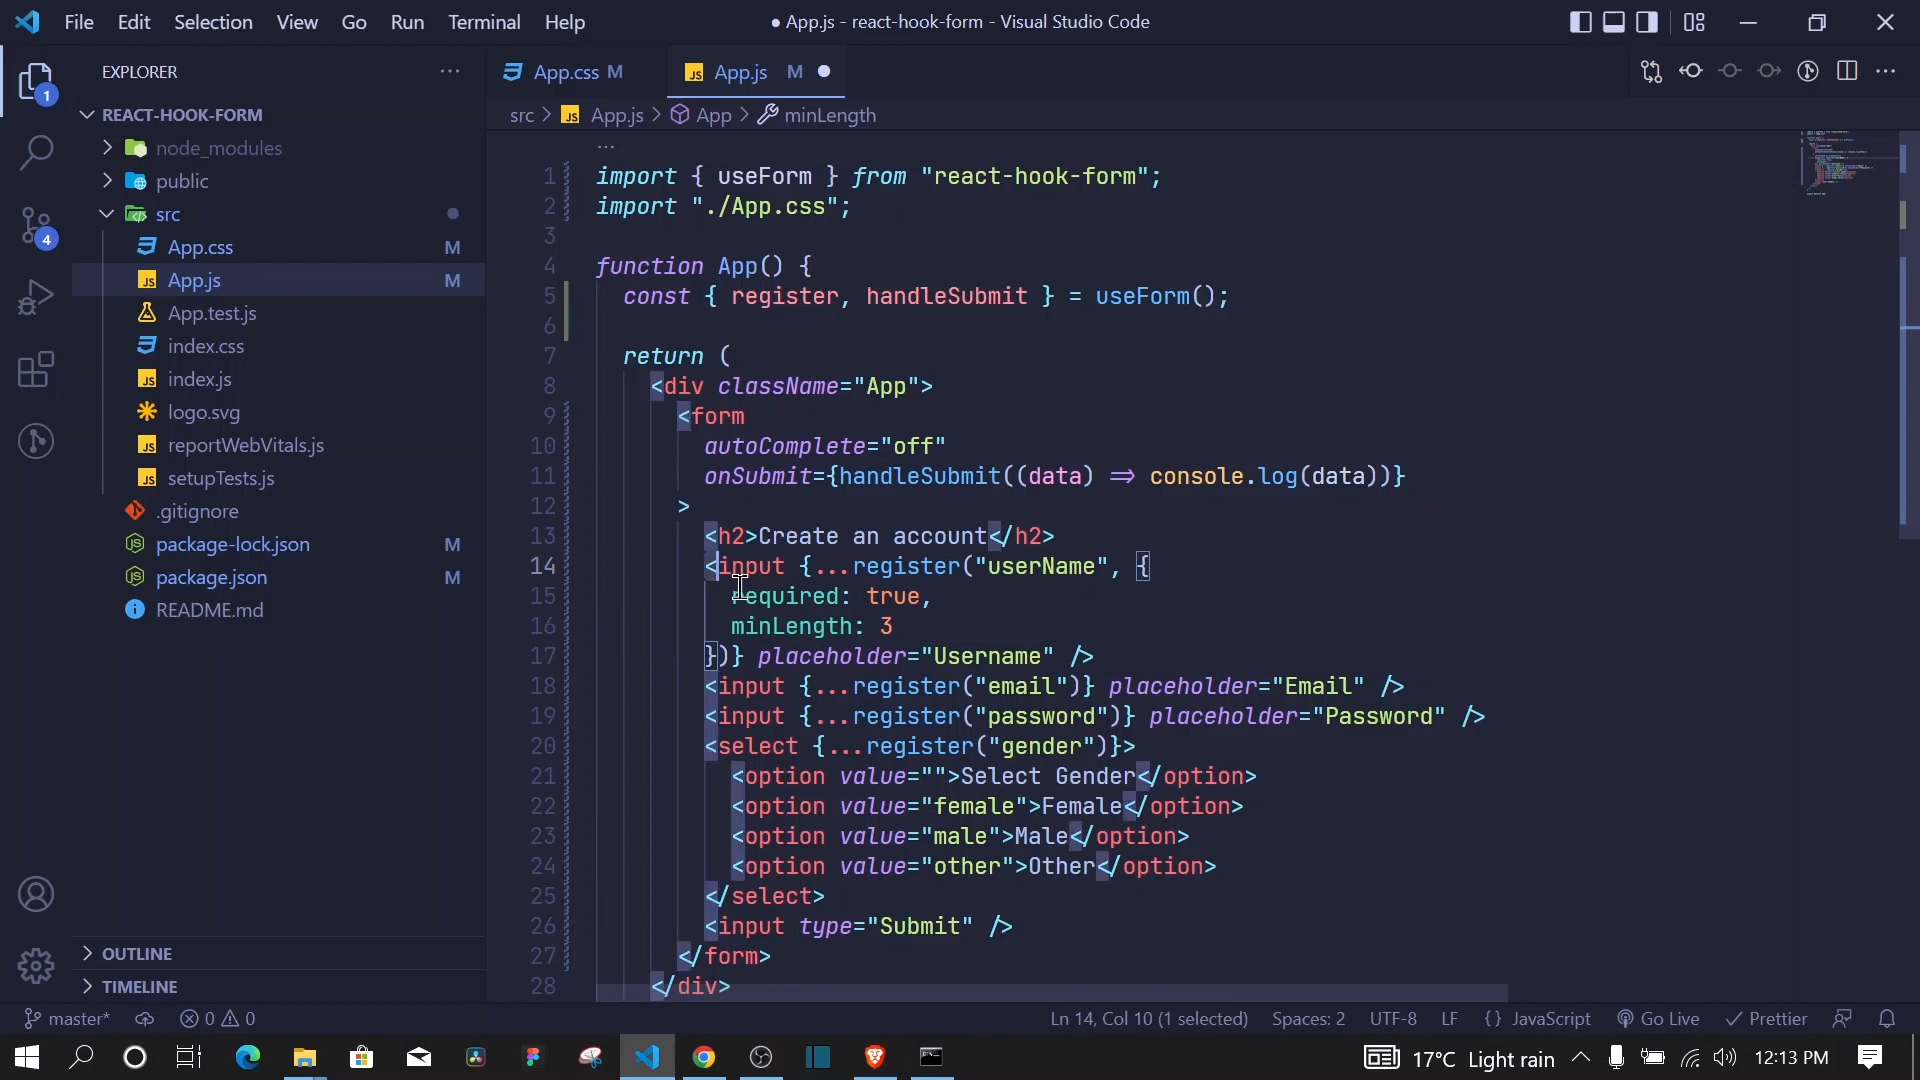 File Edit Selection View Go Run Terminal Help
● App.js - react-hook-form - Visual Studio Code
EXPLORER
REACT-HOOK-FORM
node_modules
public
src
App.css M
App.js M
App.test.js
index.css
index.js
logo.svg
reportWebVitals.js
setupTests.js
.gitignore
package-lock.json M
package.json M
README.md
OUTLINE
TIMELINE
1
4
App.css M
App.js M
src > App.js > App > minLength
...
1 import { useForm } from "react-hook-form";
2 import "./App.css";
3
4 function App() {
5 const { register, handleSubmit } = useForm();
6
7 return (
8 <div className="App">
9 <form
10 autoComplete="off"
11 onSubmit={handleSubmit((data) => console.log(data))}
12 >
13 <h2>Create an account</h2>
14 <input {...register("userName", {
15 required: true,
16 minLength: 3
17 })} placeholder="Username" />
18 <input {...register("email")} placeholder="Email" />
19 <input {...register("password")} placeholder="Password" />
20 <select {...register("gender")}>
21 <option value="">Select Gender</option>
22 <option value="female">Female</option>
23 <option value="male">Male</option>
24 <option value="other">Other</option>
25 </select>
26 <input type="Submit" />
27 </form>
28 </div>
master* 0 0 Ln 14, Col 10 (1 selected) Spaces: 2 UTF-8 LF {} JavaScript Go Live Prettier
17°C Light rain 12:13 PM